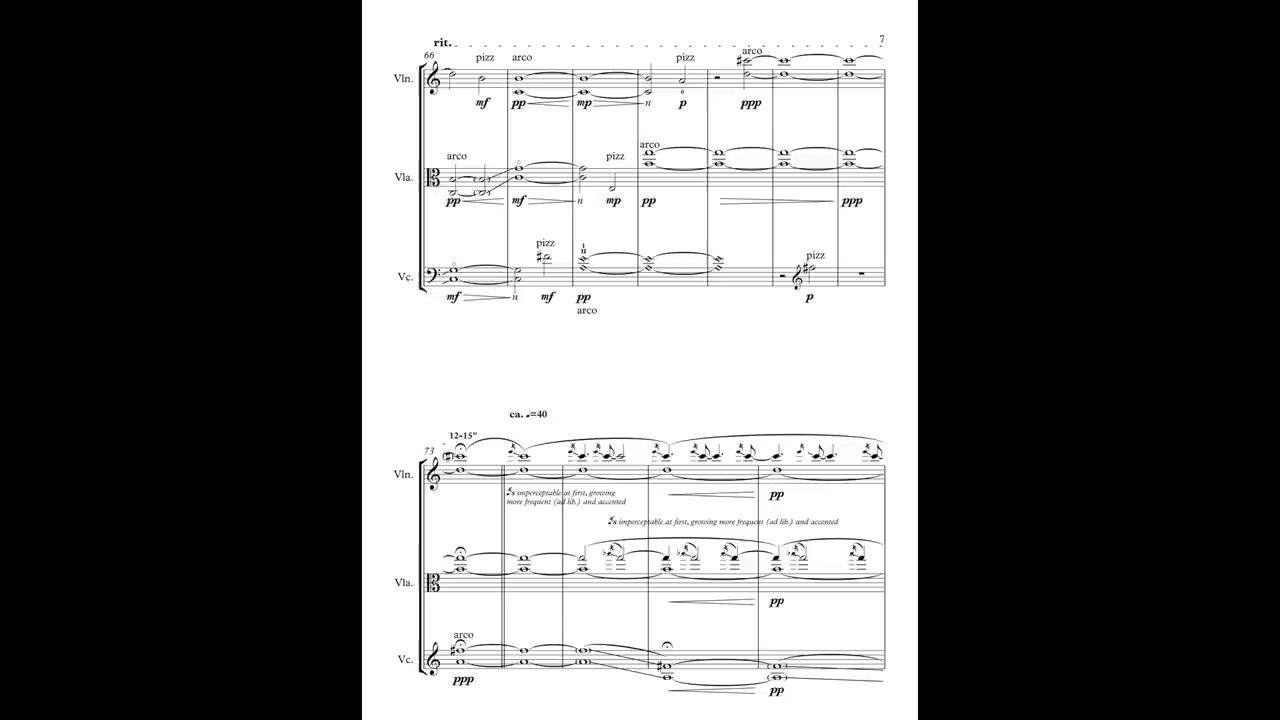 rit. 7
66 pizz arco pizz arco
Vln.
mf pp mp n p ppp
arco pizz arco
Vla.
pp mf n mp pp ppp
pizz I II pizz
Vc.
mf n mf pp p
arco
ca. ♩=40
12-15"
73
Vln.
s imperceptable at first, growing
more frequent (ad lib.) and accented
pp
s imperceptable at first, growing more frequent (ad lib.) and accented
Vla.
pp
arco
Vc.
ppp pp